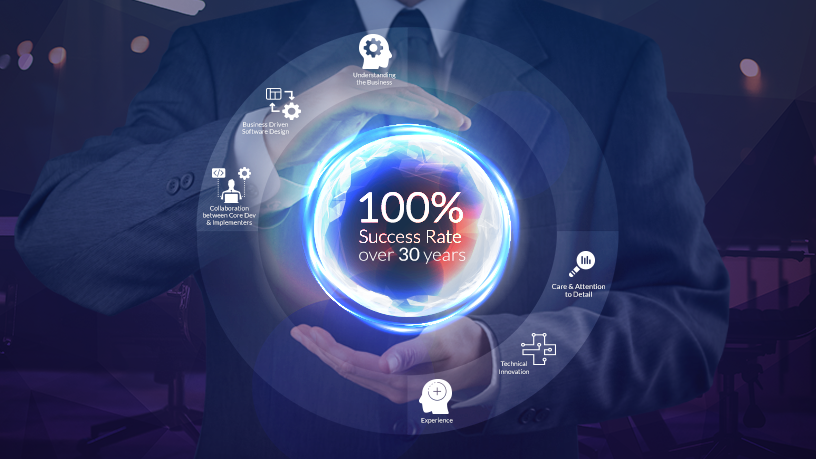 Understanding
the Business
Business Driven
Software Design
Collaboration
between Core Dev
& Implementers
100%
Success Rate
over 30 years
Care & Attention
to Detail
Technical
Innovation
Experience